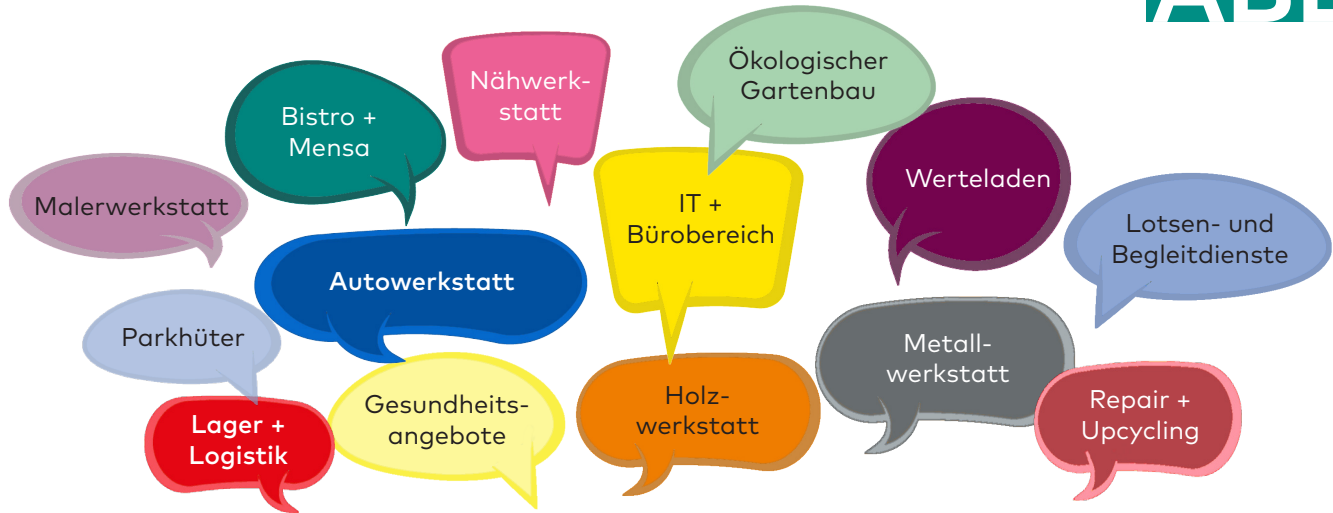 Ökologischer
Gartenbau
Nähwerk-
statt
Bistro +
Mensa
Werteladen
Malerwerkstatt
IT +
Bürobereich
Lotsen- und
Begleitdienste
Autowerkstatt
Parkhüter
Metall-
werkstatt
Gesundheits-
angebote
Holz-
werkstatt
Repair +
Upcycling
Lager +
Logistik